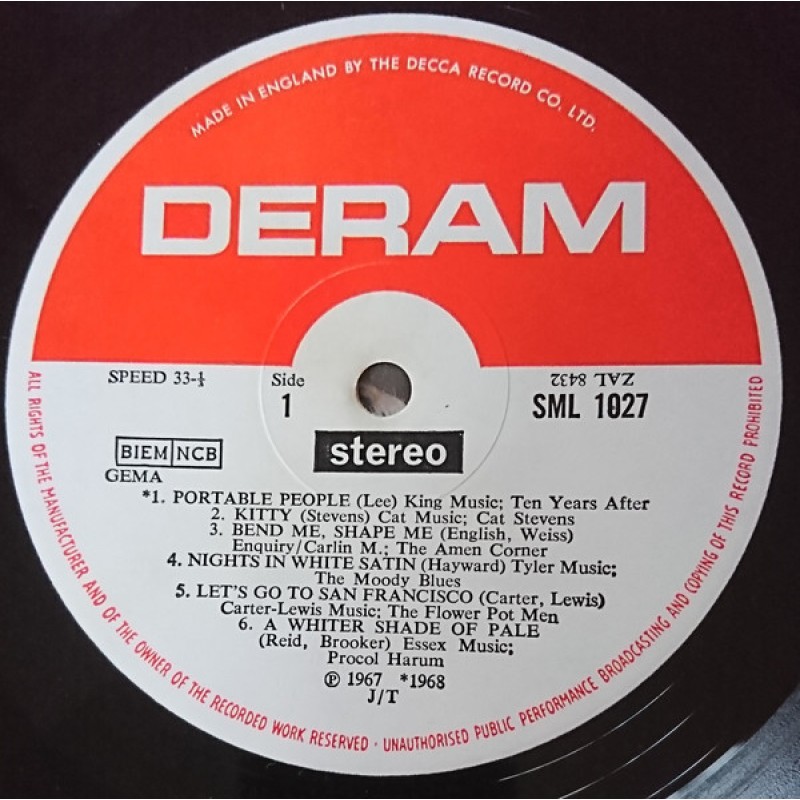 MADE IN ENGLAND BY THE DECCA RECORD CO. LTD.
DERAM
SPEED 33-⅓
Side
1
ZAL 8432
SML 1027
BIEM NCB
GEMA
stereo
*1. PORTABLE PEOPLE (Lee) King Music; Ten Years After
2. KITTY (Stevens) Cat Music; Cat Stevens
3. BEND ME, SHAPE ME (English, Weiss)
Enquiry/Carlin M.; The Amen Corner
4. NIGHTS IN WHITE SATIN (Hayward) Tyler Music;
The Moody Blues
5. LET'S GO TO SAN FRANCISCO (Carter, Lewis)
Carter-Lewis Music; The Flower Pot Men
6. A WHITER SHADE OF PALE
(Reid, Brooker) Essex Music;
Procol Harum
℗ 1967 *1968
J/T
ALL RIGHTS OF THE MANUFACTURER AND OF THE OWNER OF THE RECORDED WORK RESERVED · UNAUTHORISED PUBLIC PERFORMANCE BROADCASTING AND COPYING OF THIS RECORD PROHIBITED